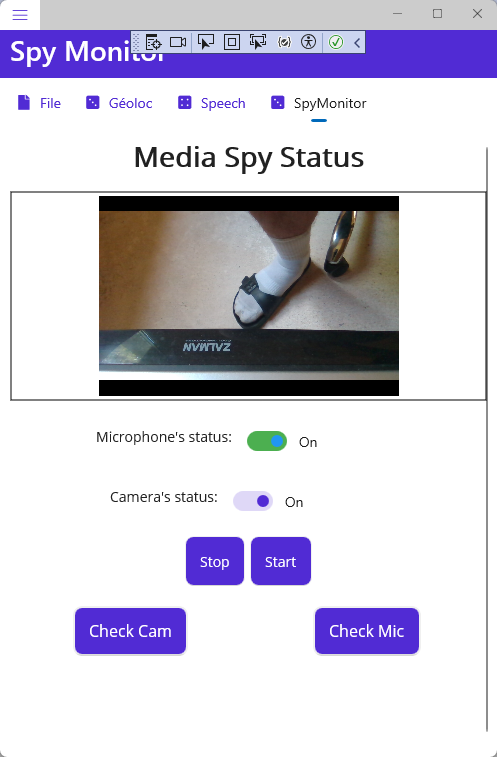 Spy Monitor
File Géoloc Speech SpyMonitor
Media Spy Status
ZALMAN
Microphone's status: On
Camera's status: On
Stop Start
Check Cam Check Mic